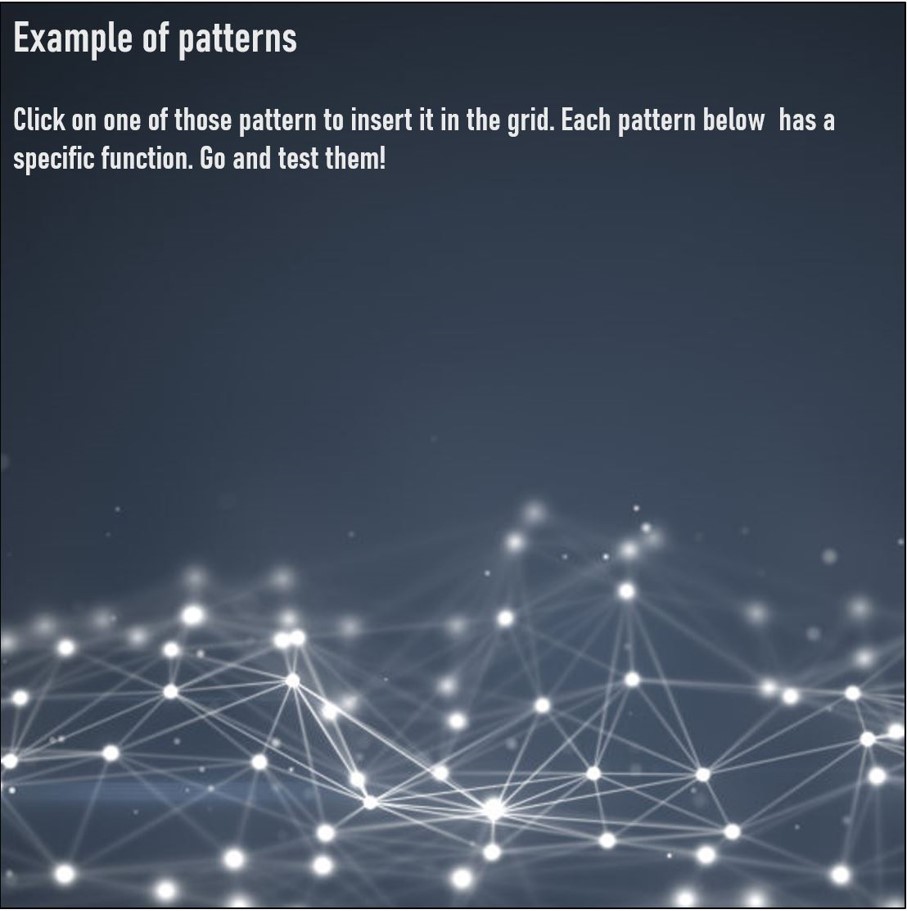 Example of patterns
Click on one of those pattern to insert it in the grid. Each pattern below  has a
specific function. Go and test them!